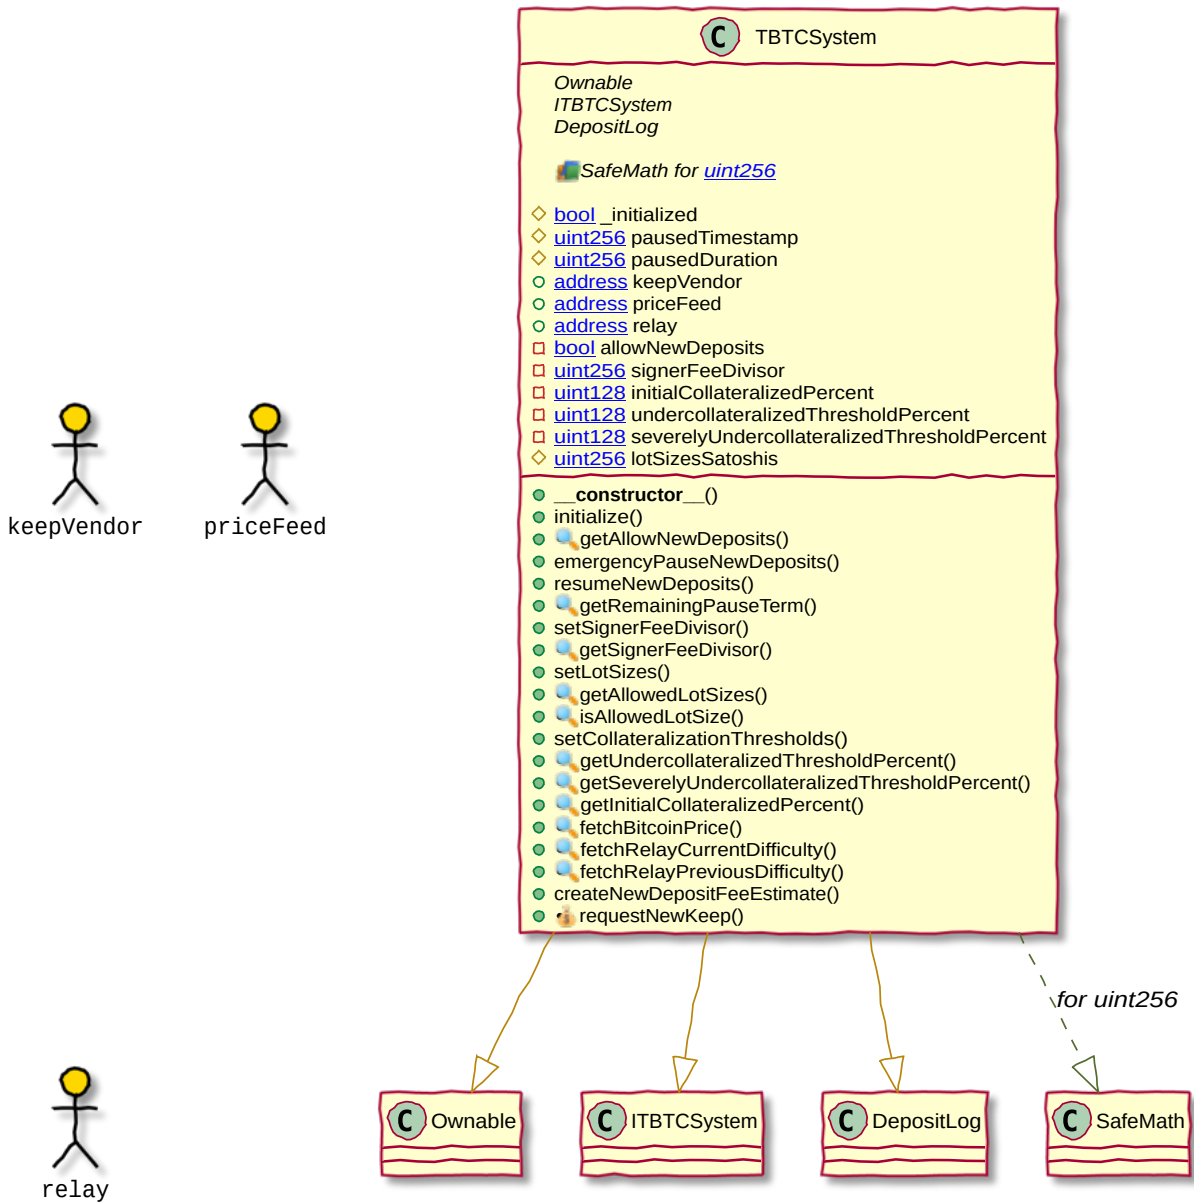 C TBTCSystem
Ownable
ITBTCSystem
DepositLog
SafeMath for uint256
bool _initialized
uint256 pausedTimestamp
uint256 pausedDuration
address keepVendor
address priceFeed
address relay
bool allowNewDeposits
uint256 signerFeeDivisor
uint128 initialCollateralizedPercent
uint128 undercollateralizedThresholdPercent
uint128 severelyUndercollateralizedThresholdPercent
uint256 lotSizesSatoshis
__constructor__()
initialize()
getAllowNewDeposits()
emergencyPauseNewDeposits()
resumeNewDeposits()
getRemainingPauseTerm()
setSignerFeeDivisor()
getSignerFeeDivisor()
setLotSizes()
getAllowedLotSizes()
isAllowedLotSize()
setCollateralizationThresholds()
getUndercollateralizedThresholdPercent()
getSeverelyUndercollateralizedThresholdPercent()
getInitialCollateralizedPercent()
fetchBitcoinPrice()
fetchRelayCurrentDifficulty()
fetchRelayPreviousDifficulty()
createNewDepositFeeEstimate()
requestNewKeep()
keepVendor
priceFeed
for uint256
relay
C Ownable
C ITBTCSystem
C DepositLog
C SafeMath